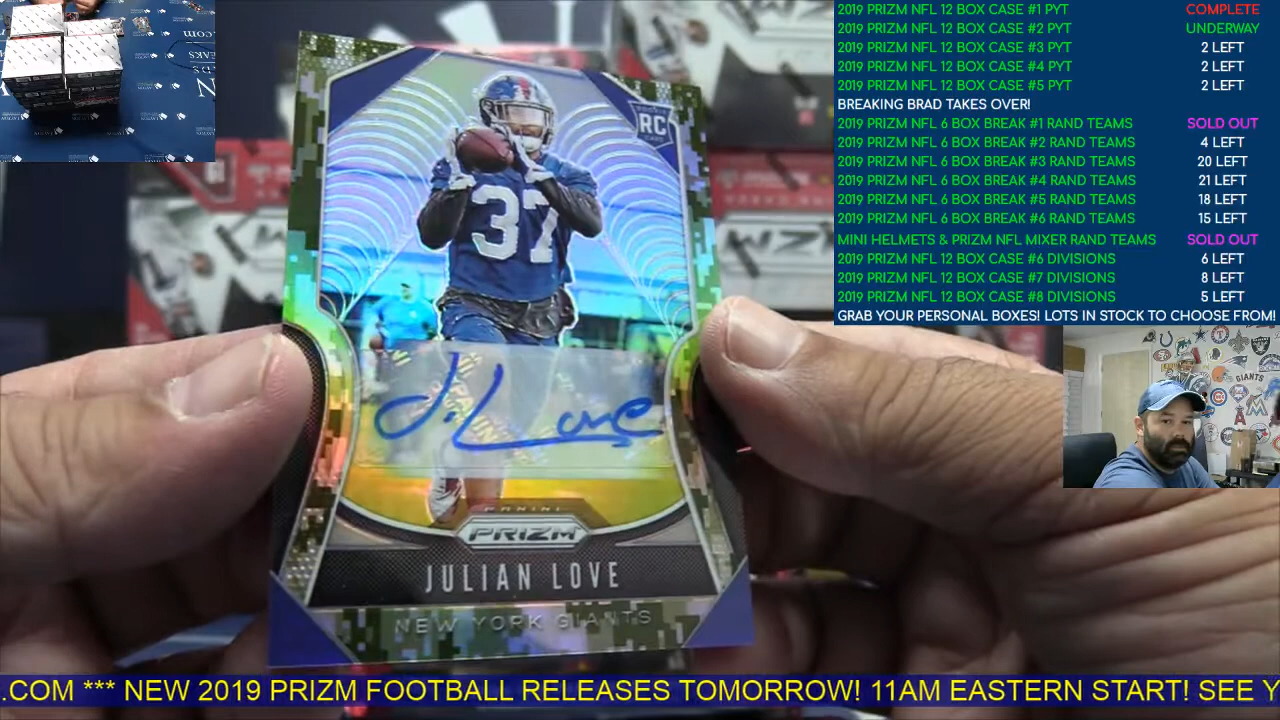 2019 PRIZM NFL 12 BOX CASE #1 PYT COMPLETE
2019 PRIZM NFL 12 BOX CASE #2 PYT UNDERWAY
2019 PRIZM NFL 12 BOX CASE #3 PYT 2 LEFT
2019 PRIZM NFL 12 BOX CASE #4 PYT 2 LEFT
2019 PRIZM NFL 12 BOX CASE #5 PYT 2 LEFT
BREAKING BRAD TAKES OVER!
2019 PRIZM NFL 6 BOX BREAK #1 RAND TEAMS SOLD OUT
2019 PRIZM NFL 6 BOX BREAK #2 RAND TEAMS 4 LEFT
2019 PRIZM NFL 6 BOX BREAK #3 RAND TEAMS 20 LEFT
2019 PRIZM NFL 6 BOX BREAK #4 RAND TEAMS 21 LEFT
2019 PRIZM NFL 6 BOX BREAK #5 RAND TEAMS 18 LEFT
2019 PRIZM NFL 6 BOX BREAK #6 RAND TEAMS 15 LEFT
MINI HELMETS & PRIZM NFL MIXER RAND TEAMS SOLD OUT
2019 PRIZM NFL 12 BOX CASE #6 DIVISIONS 6 LEFT
2019 PRIZM NFL 12 BOX CASE #7 DIVISIONS 8 LEFT
2019 PRIZM NFL 12 BOX CASE #8 DIVISIONS 5 LEFT
GRAB YOUR PERSONAL BOXES! LOTS IN STOCK TO CHOOSE FROM!
RC
37
J. Love
PANINI
PRIZM
JULIAN LOVE
NEW YORK GIANTS
GIANTS
.COM *** NEW 2019 PRIZM FOOTBALL RELEASES TOMORROW! 11AM EASTERN START! SEE Y